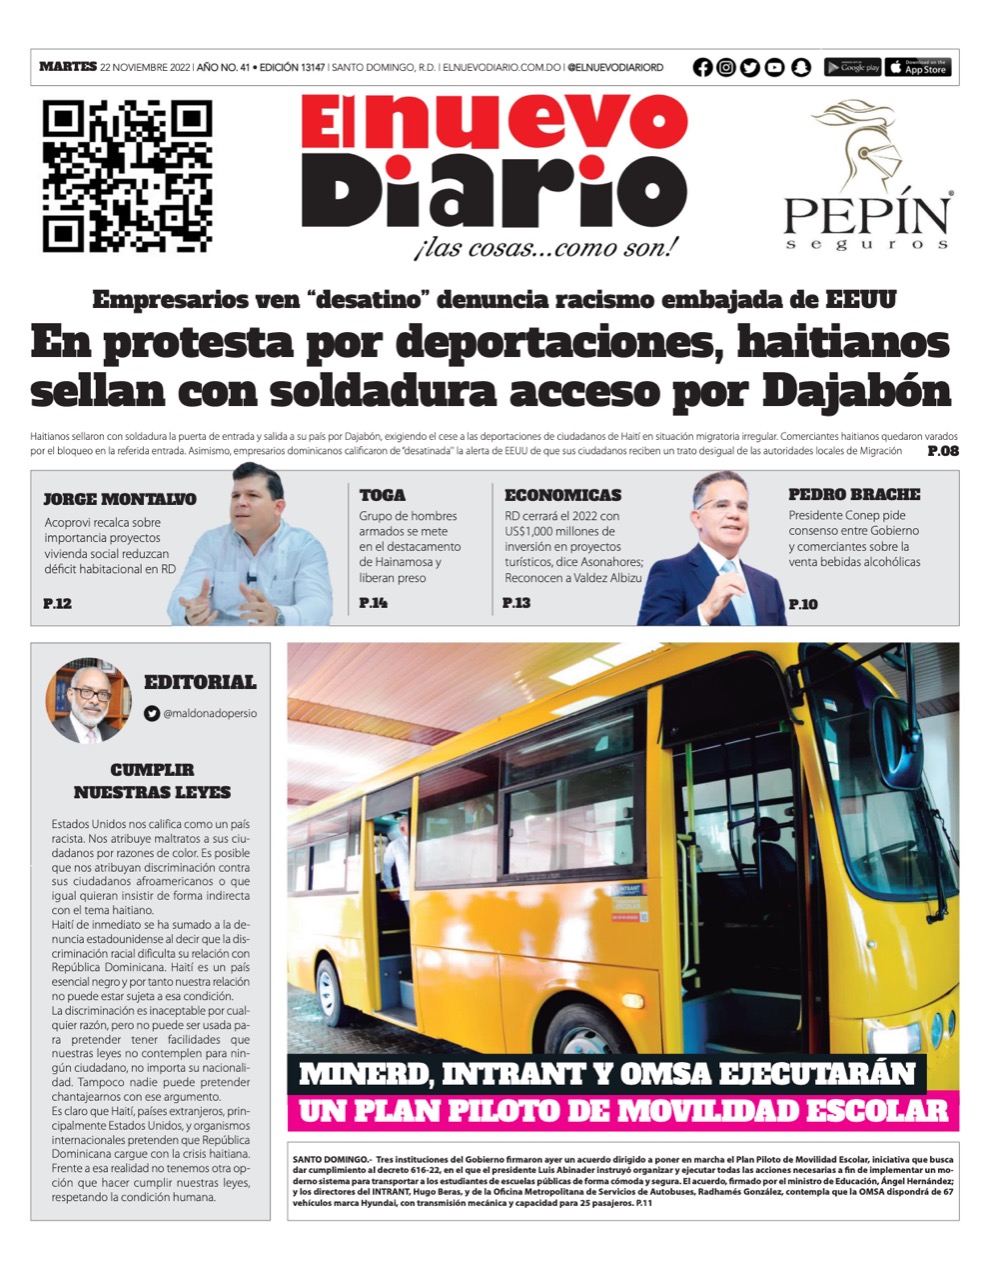 MARTES 22 NOVIEMBRE 2022 | AÑO NO. 41 • EDICIÓN 13147 | SANTO DOMINGO, R.D. | ELNUEVODIARIO.COM.DO | @ELNUEVODIARIORD
Google play
Download on the
App Store
El nuevo
Diario
¡las cosas...como son!
PEPÍN®
seguros
Empresarios ven “desatino” denuncia racismo embajada de EEUU
En protesta por deportaciones, haitianos
sellan con soldadura acceso por Dajabón
Haitianos sellaron con soldadura la puerta de entrada y salida a su país por Dajabón, exigiendo el cese a las deportaciones de ciudadanos de Haití en situación migratoria irregular. Comerciantes haitianos quedaron varados
por el bloqueo en la referida entrada. Asimismo, empresarios dominicanos calificaron de “desatinada” la alerta de EEUU de que sus ciudadanos reciben un trato desigual de las autoridades locales de Migración P.08
JORGE MONTALVO
Acoprovi recalca sobre
importancia proyectos
vivienda social reduzcan
déficit habitacional en RD
P.12
TOGA
Grupo de hombres
armados se mete
en el destacamento
de Hainamosa y
liberan preso
P.14
ECONOMICAS
RD cerrará el 2022 con
US$1,000 millones de
inversión en proyectos
turísticos, dice Asonahores;
Reconocen a Valdez Albizu
P.13
PEDRO BRACHE
Presidente Conep pide
consenso entre Gobierno
y comerciantes sobre la
venta bebidas alcohólicas
P.10
EDITORIAL
@maldonadopersio
CUMPLIR
NUESTRAS LEYES
Estados Unidos nos califica como un país
racista. Nos atribuye maltratos a sus ciu-
dadanos por razones de color. Es posible
que nos atribuyan discriminación contra
sus ciudadanos afroamericanos o que
igual quieran insistir de forma indirecta
con el tema haitiano.
Haití de inmediato se ha sumado a la de-
nuncia estadounidense al decir que la dis-
criminación racial dificulta su relación con
República Dominicana. Haití es un país
esencial negro y por tanto nuestra relación
no puede estar sujeta a esa condición.
La discriminación es inaceptable por cual-
quier razón, pero no puede ser usada pa-
ra pretender tener facilidades que
nuestras leyes no contemplen para nin-
gún ciudadano, no importa su nacionali-
dad. Tampoco nadie puede pretender
chantajearnos con ese argumento.
Es claro que Haití, países extranjeros, prin-
cipalmente Estados Unidos, y organismos
internacionales pretenden que República
Dominicana cargue con la crisis haitiana.
Frente a esa realidad no tenemos otra op-
ción que hacer cumplir nuestras leyes,
respetando la condición humana.
INTRANT
MINERD, INTRANT Y OMSA EJECUTARÁN
UN PLAN PILOTO DE MOVILIDAD ESCOLAR
SANTO DOMINGO.- Tres instituciones del Gobierno firmaron ayer un acuerdo dirigido a poner en marcha el Plan Piloto de Movilidad Escolar, iniciativa que busca
dar cumplimiento al decreto 616-22, en el que el presidente Luis Abinader instruyó organizar y ejecutar todas las acciones necesarias a fin de implementar un mo-
derno sistema para transportar a los estudiantes de escuelas públicas de forma cómoda y segura. El acuerdo, firmado por el ministro de Educación, Ángel Hernández;
y los directores del INTRANT, Hugo Beras, y de la Oficina Metropolitana de Servicios de Autobuses, Radhamés González, contempla que la OMSA dispondrá de 67
vehículos marca Hyundai, con transmisión mecánica y capacidad para 25 pasajeros. P.11